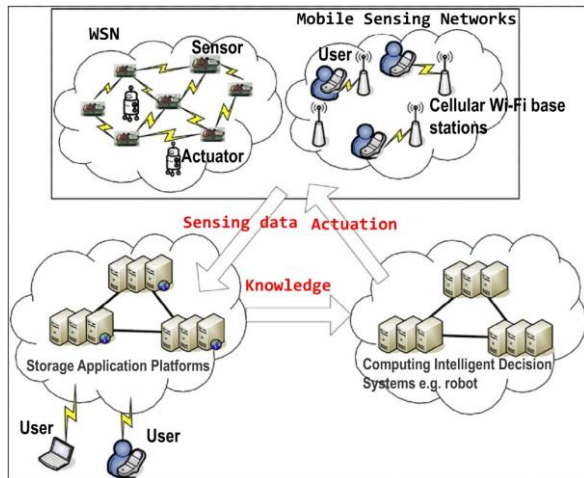 Mobile Sensing Networks
WSN
Sensor
User
Cellular Wi-Fi base
stations
Actuator
Sensing data
Actuation
Knowledge
Storage Application Platforms
Computing Intelligent Decision
Systems e.g. robot
User
User